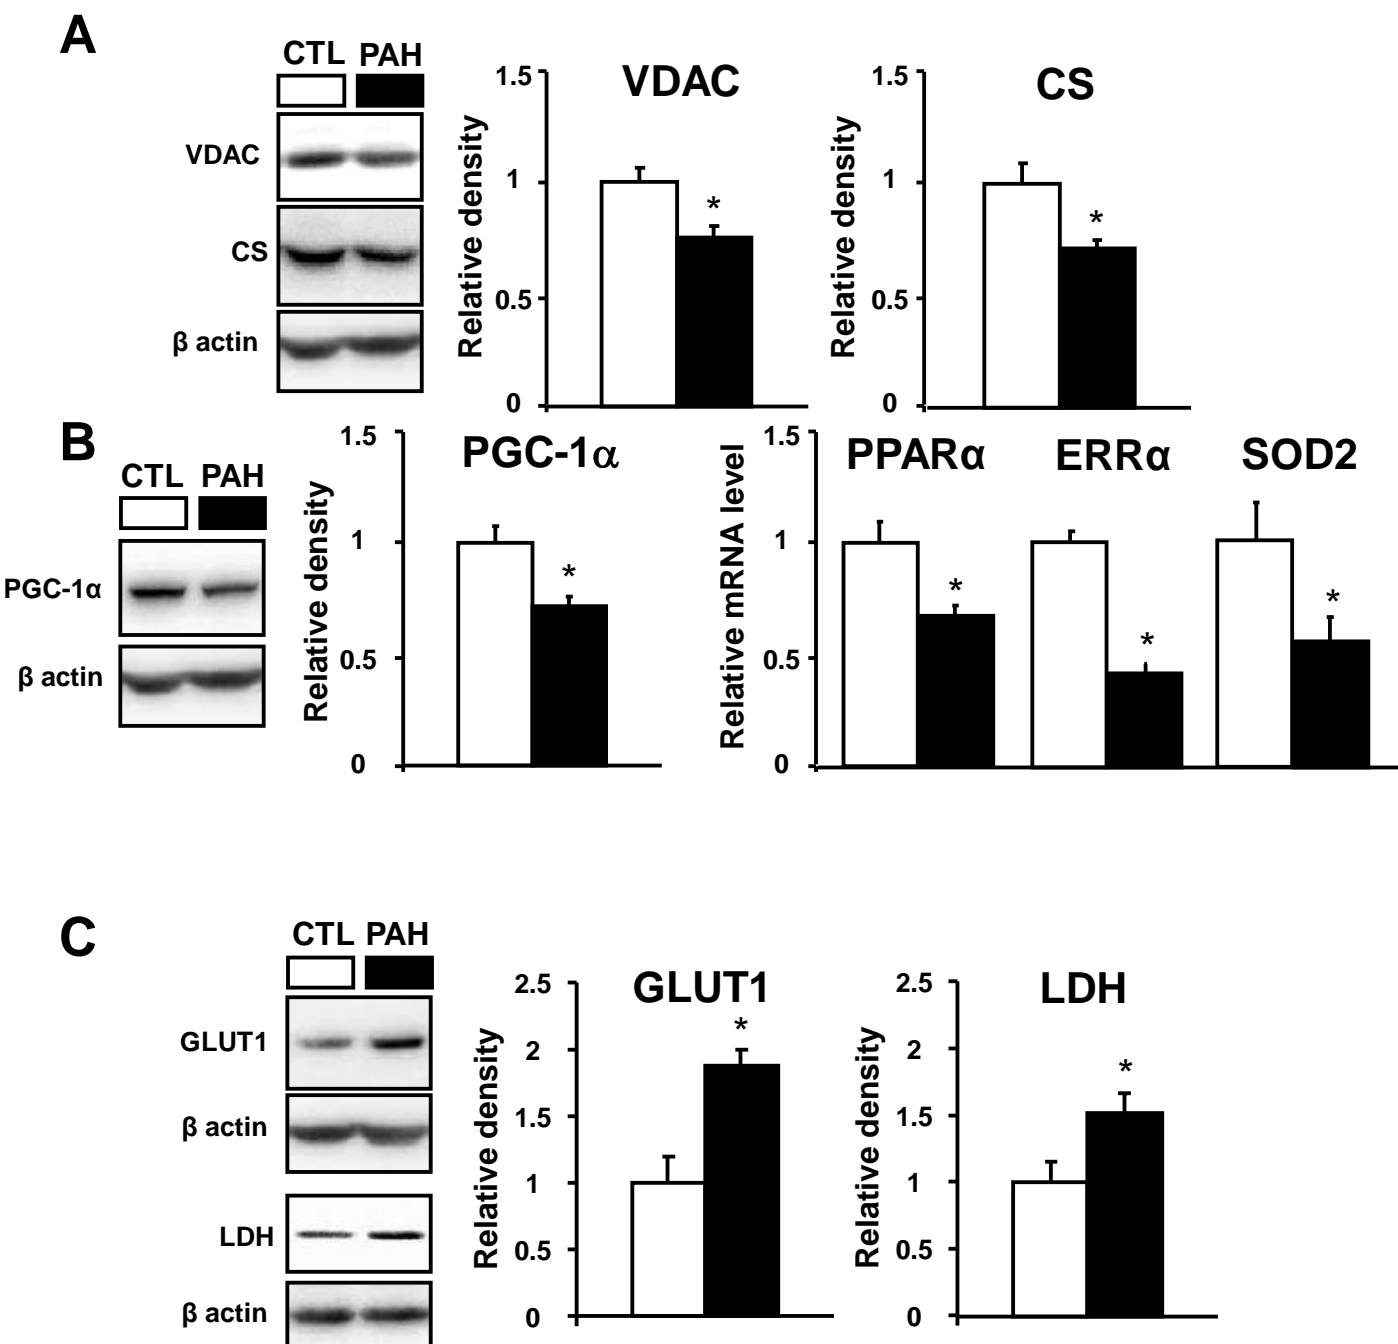 A
CTL PAH
VDAC
CS
β actin
VDAC
Relative density
1.5
1
0.5
0
*
CS
Relative density
1.5
1
0.5
0
*
B
CTL PAH
PGC-1α
β actin
PGC-1α
Relative density
1.5
1
0.5
0
*
Relative mRNA level
1.5
1
0.5
0
PPARα ERRα SOD2
* * *
C
CTL PAH
GLUT1
β actin
LDH
β actin
GLUT1
Relative density
2.5
2
1.5
1
0.5
0
*
LDH
Relative density
2.5
2
1.5
1
0.5
0
*